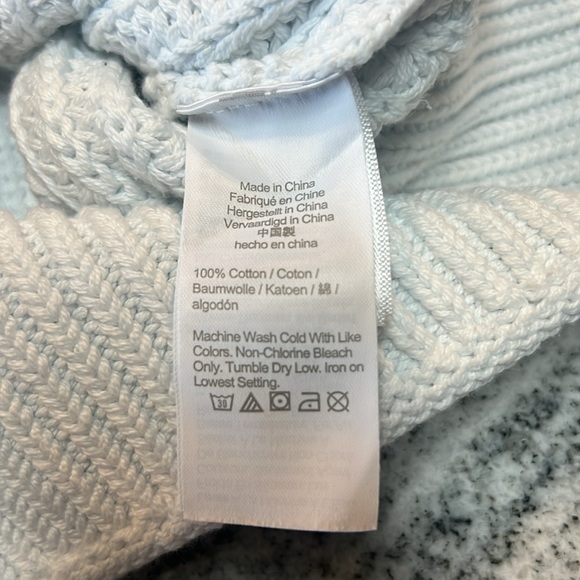 Made in China
Fabriqué en Chine
Hergestellt in China
Vervaardigd in China
中国製
hecho en china
100% Cotton / Coton /
Baumwolle / Katoen / 綿 /
algodón
Machine Wash Cold With Like
Colors. Non-Chlorine Bleach
Only. Tumble Dry Low. Iron on
Lowest Setting.
30